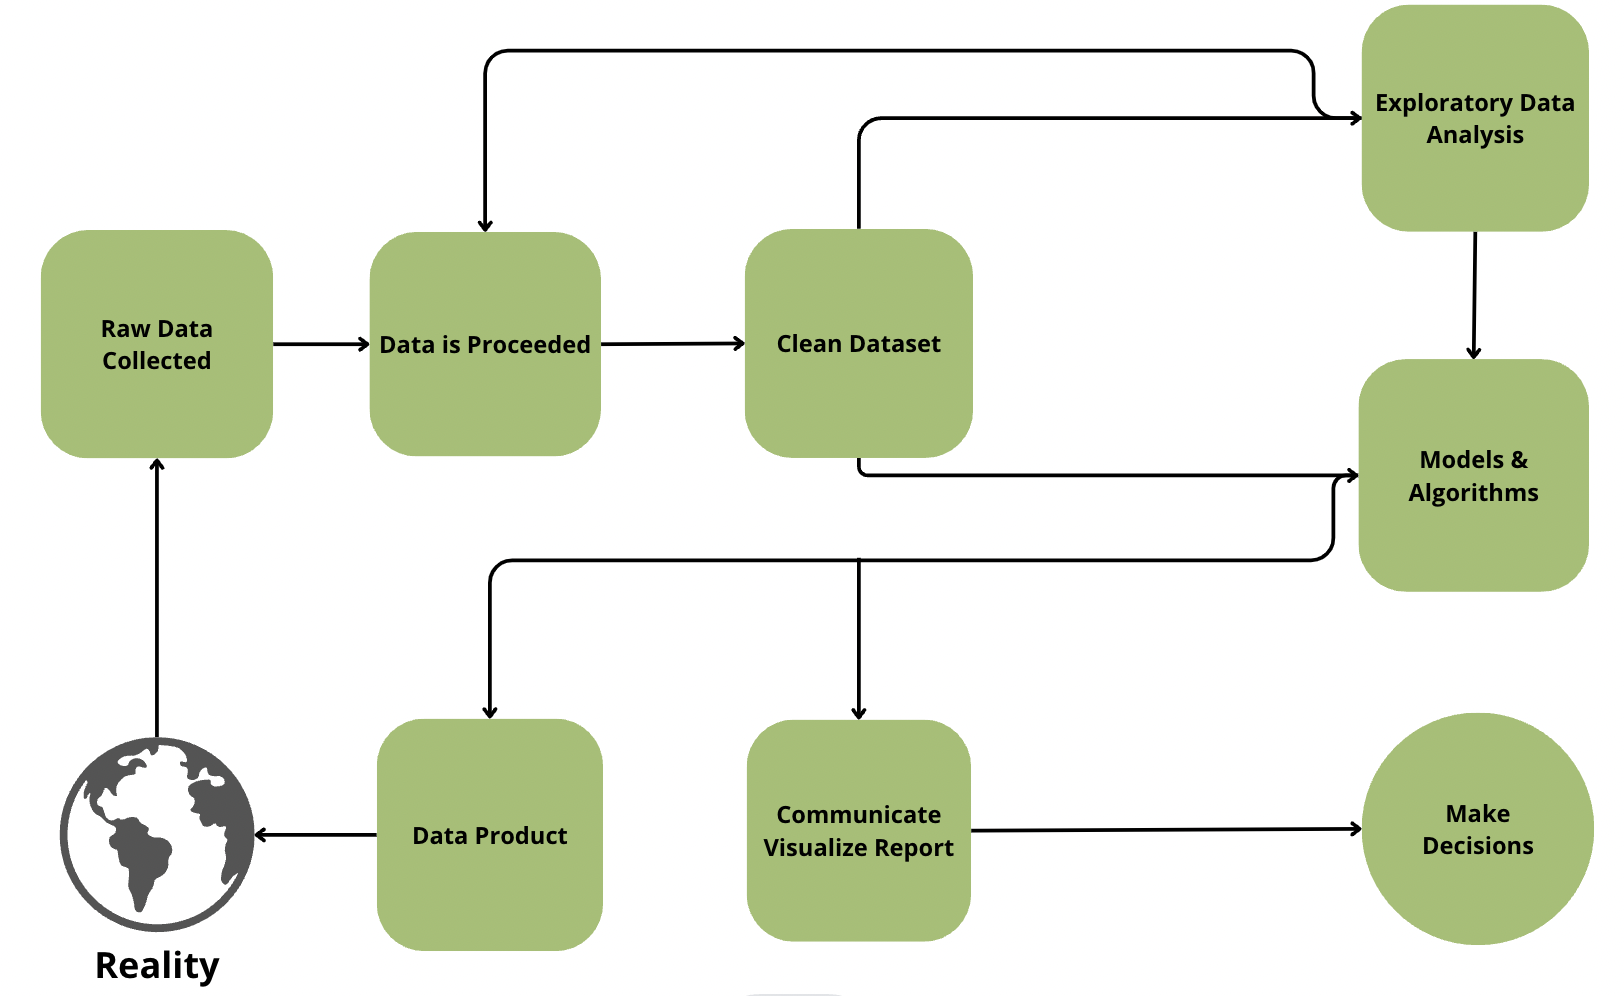 Exploratory Data
Analysis
Raw Data
Collected
Data is Proceeded
Clean Dataset
Models &
Algorithms
Data Product
Communicate
Visualize Report
Make
Decisions
Reality